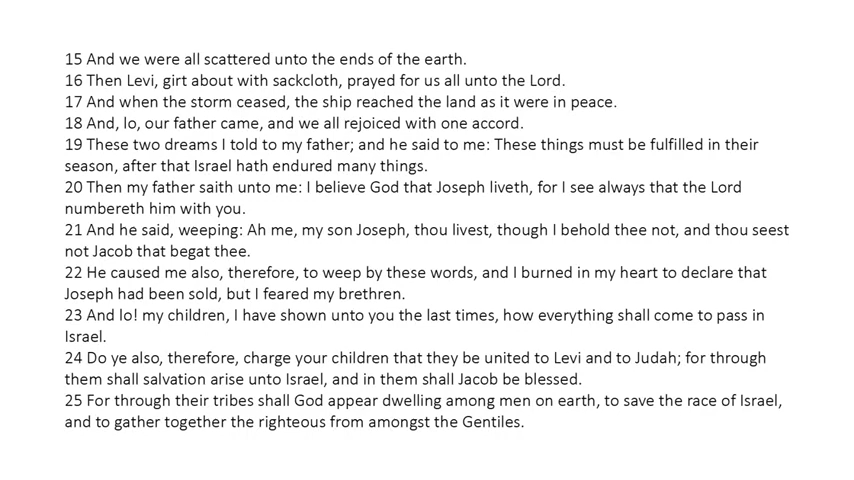 15 And we were all scattered unto the ends of the earth.
16 Then Levi, girt about with sackcloth, prayed for us all unto the Lord.
17 And when the storm ceased, the ship reached the land as it were in peace.
18 And, lo, our father came, and we all rejoiced with one accord.
19 These two dreams I told to my father; and he said to me: These things must be fulfilled in their
season, after that Israel hath endured many things.
20 Then my father saith unto me: I believe God that Joseph liveth, for I see always that the Lord
numbereth him with you.
21 And he said, weeping: Ah me, my son Joseph, thou livest, though I behold thee not, and thou seest
not Jacob that begat thee.
22 He caused me also, therefore, to weep by these words, and I burned in my heart to declare that
Joseph had been sold, but I feared my brethren.
23 And lo! my children, I have shown unto you the last times, how everything shall come to pass in
Israel.
24 Do ye also, therefore, charge your children that they be united to Levi and to Judah; for through
them shall salvation arise unto Israel, and in them shall Jacob be blessed.
25 For through their tribes shall God appear dwelling among men on earth, to save the race of Israel,
and to gather together the righteous from amongst the Gentiles.